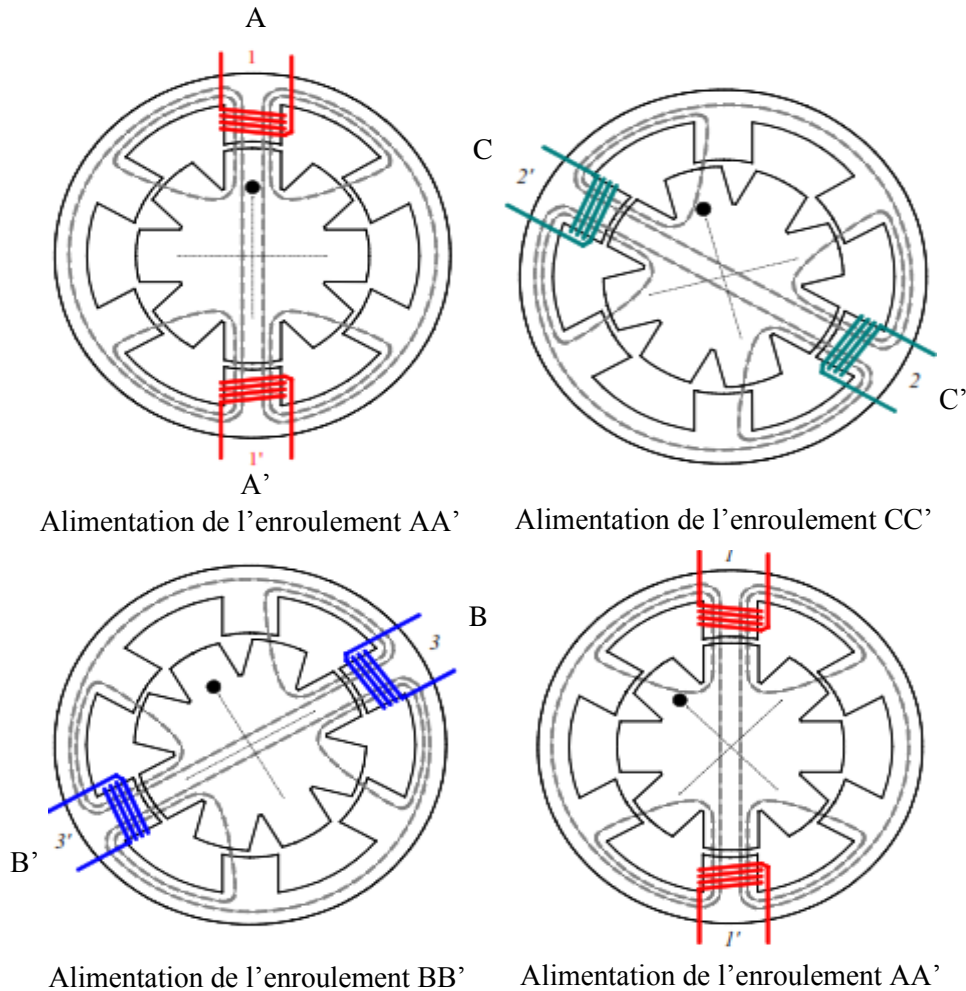 A
1
1'
A'
Alimentation de l'enroulement AA'
C
2'
2
C'
Alimentation de l'enroulement CC'
B
3
3'
B'
Alimentation de l'enroulement BB'
1
1'
Alimentation de l'enroulement AA'